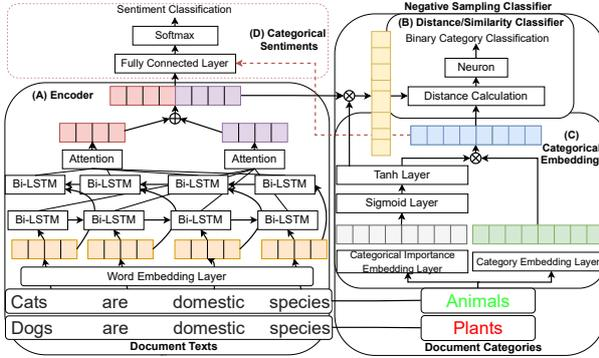 Sentiment Classification
Softmax
Fully Connected Layer
(D) Categorical
Sentiments
Negative Sampling Classifier
(B) Distance/Similarity Classifier
Binary Category Classification
Neuron
Distance Calculation
(A) Encoder
(C)
Categorical
Embedding
Attention
Attention
Bi-LSTM
Bi-LSTM
Bi-LSTM
Bi-LSTM
Bi-LSTM
Bi-LSTM
Bi-LSTM
Bi-LSTM
Tanh Layer
Sigmoid Layer
Word Embedding Layer
Categorical Importance
Embedding Layer
Category Embedding Layer
Cats are domestic species
Animals
Dogs are domestic species
Plants
Document Texts
Document Categories